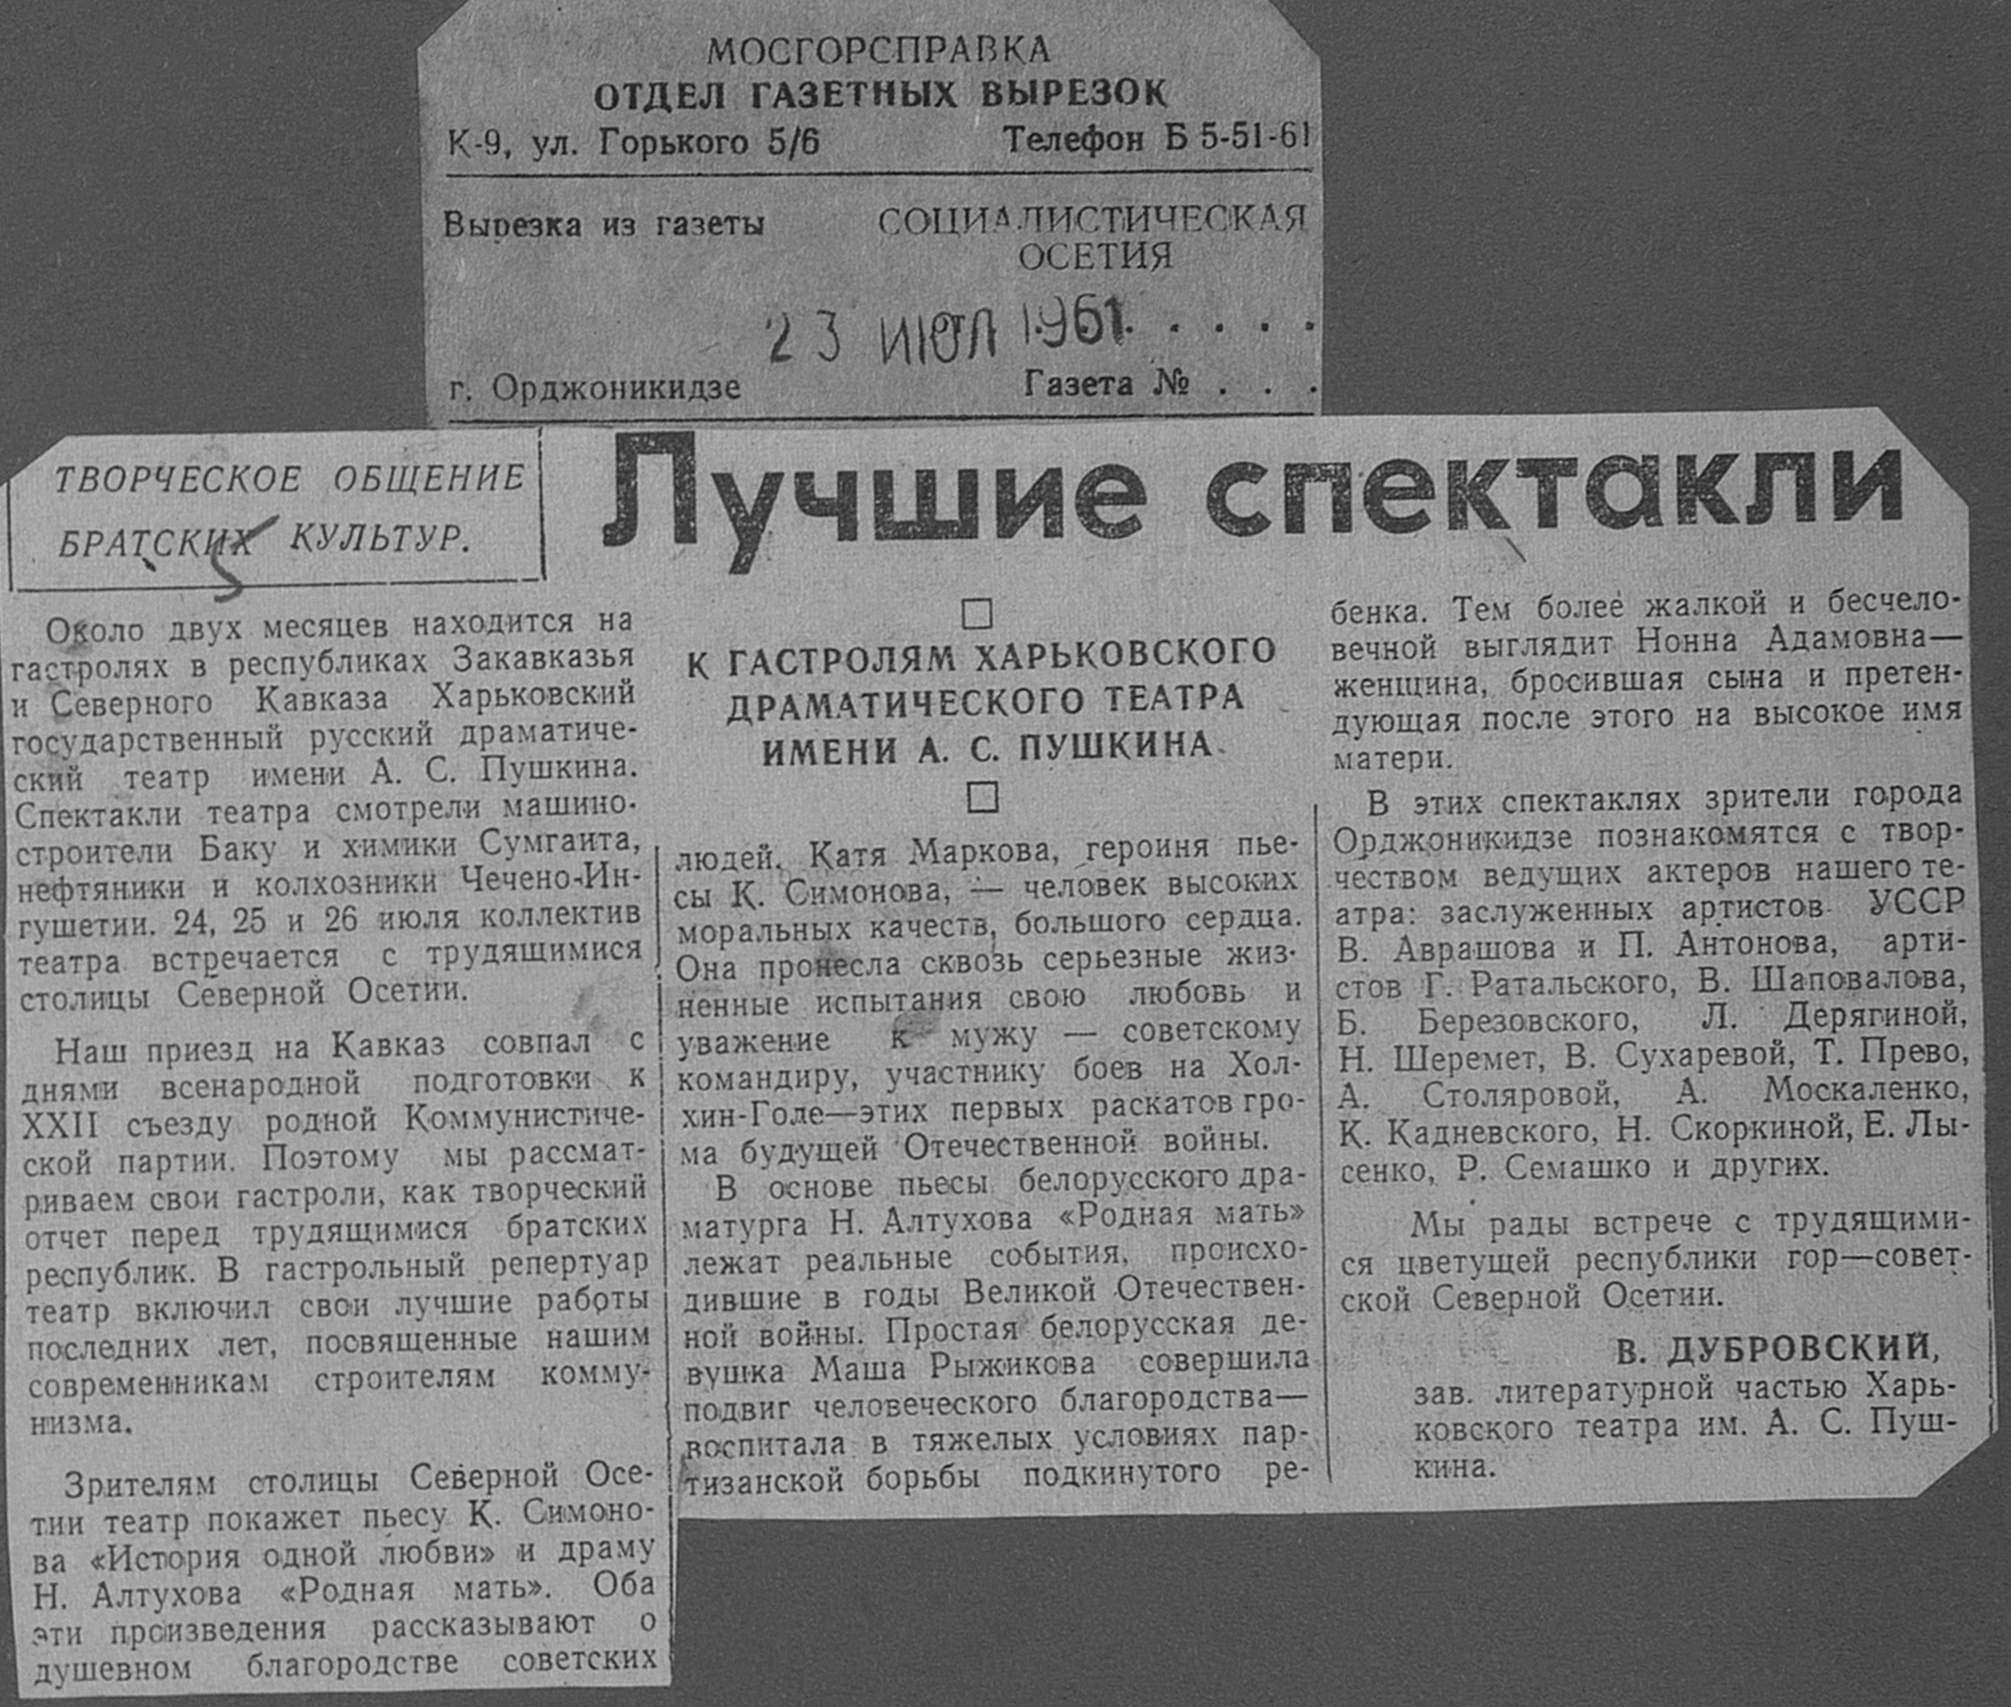 МОСГОРСПРАВКА
ОТДЕЛ ГАЗЕТНЫХ ВЫРЕЗОК
К-9, ул. Горького 5/6 Телефон Б 5-51-61
Вырезка из газеты СОЦИАЛИСТИЧЕСКАЯ
ОСЕТИЯ
23 ИЮЛ 1961 . . . .
г. Орджоникидзе Газета № . . .
ТВОРЧЕСКОЕ ОБЩЕНИЕ
БРАТСКИХ КУЛЬТУР.
Лучшие спектакли
Около двух месяцев находится на
гастролях в республиках Закавказья
и Северного Кавказа Харьковский
государственный русский драматиче-
ский театр имени А. С. Пушкина.
Спектакли театра смотрели машино-
строители Баку и химики Сумгаита,
нефтяники и колхозники Чечено-Ин-
гушетии. 24, 25 и 26 июля коллектив
театра встречается с трудящимися
столицы Северной Осетии.
Наш приезд на Кавказ совпал с
днями всенародной подготовки к
XXII съезду родной Коммунистиче-
ской партии. Поэтому мы рассмат-
риваем свои гастроли, как творческий
отчет перед трудящимися братских
республик. В гастрольный репертуар
театр включил свои лучшие работы
последних лет, посвященные нашим
современникам строителям комму-
низма.
Зрителям столицы Северной Осе-
тии театр покажет пьесу К. Симоно-
ва «История одной любви» и драму
Н. Алтухова «Родная мать». Оба
эти произведения рассказывают о
душевном благородстве советских
К ГАСТРОЛЯМ ХАРЬКОВСКОГО
ДРАМАТИЧЕСКОГО ТЕАТРА
ИМЕНИ А. С. ПУШКИНА
людей. Катя Маркова, героиня пье-
сы К. Симонова, — человек высоких
моральных качеств, большого сердца.
Она пронесла сквозь серьезные жиз-
ненные испытания свою любовь и
уважение к мужу — советскому
командиру, участнику боев на Хол-
хин-Голе—этих первых раскатов гро-
ма будущей Отечественной войны.
В основе пьесы белорусского дра-
матурга Н. Алтухова «Родная мать»
лежат реальные события, происхо-
дившие в годы Великой Отечествен-
ной войны. Простая белорусская де-
вушка Маша Рыжикова совершила
подвиг человеческого благородства—
воспитала в тяжелых условиях пар-
тизанской борьбы подкинутого ре-
бенка. Тем более жалкой и бесчело-
вечной выглядит Нонна Адамовна—
женщина, бросившая сына и претен-
дующая после этого на высокое имя
матери.
В этих спектаклях зрители города
Орджоникидзе познакомятся с твор-
чеством ведущих актеров нашего те-
атра: заслуженных артистов УССР
В. Аврашова и П. Антонова, арти-
стов Г. Ратальского, В. Шаповалова,
Б. Березовского, Л. Дерягиной,
Н. Шеремет, В. Сухаревой, Т. Прево,
А. Столяровой, А. Москаленко,
К. Кадневского, Н. Скоркиной, Е. Лы-
сенко, Р. Семашко и других.
Мы рады встрече с трудящими-
ся цветущей республики гор—совет-
ской Северной Осетии.
В. ДУБРОВСКИЙ,
зав. литературной частью Харь-
ковского театра им. А. С. Пуш-
кина.